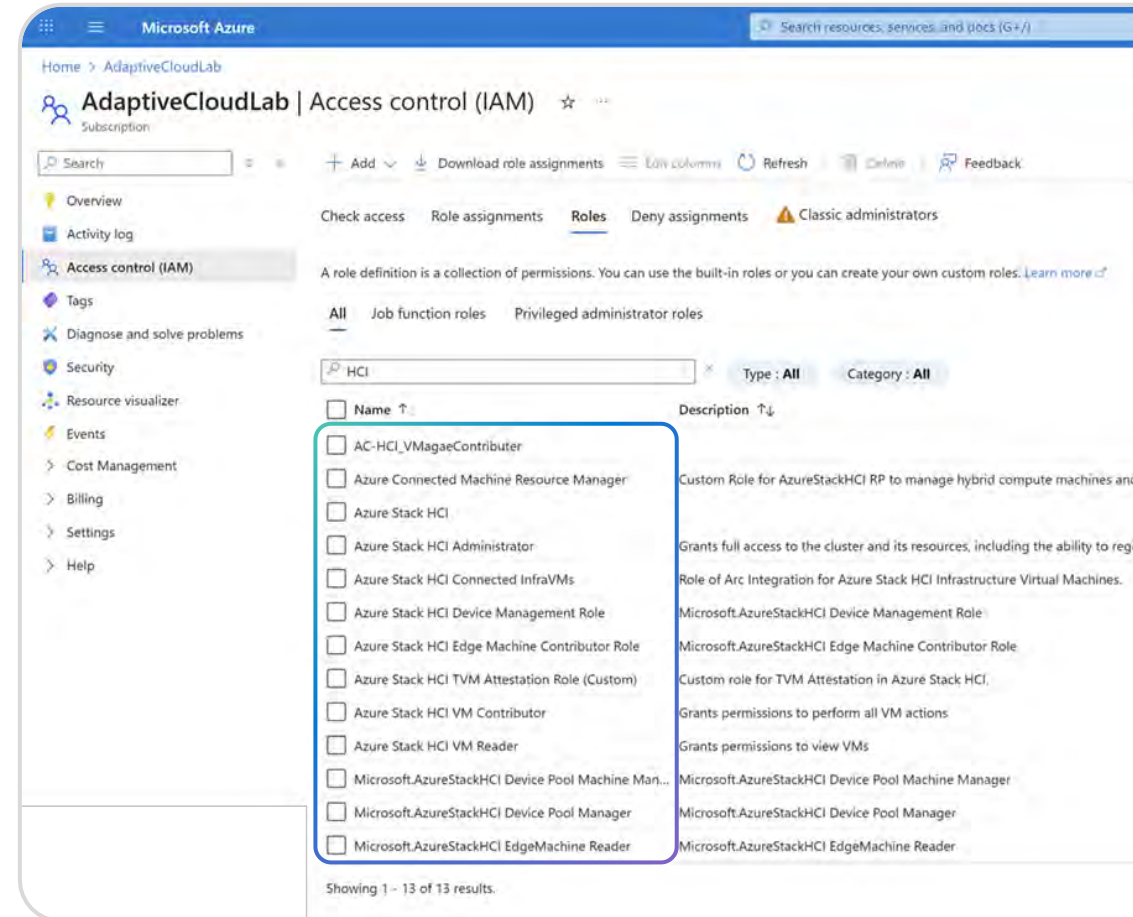 Microsoft Azure
Search resources, services, and docs (G+/)
Home > AdaptiveCloudLab
AdaptiveCloudLab | Access control (IAM)
Subscription
Search
Add
Download role assignments
Edit columns
Refresh
Delete
Feedback
Overview
Activity log
Access control (IAM)
Tags
Diagnose and solve problems
Security
Resource visualizer
Events
Cost Management
Billing
Settings
Help
Check access Role assignments Roles Deny assignments Classic administrators
A role definition is a collection of permissions. You can use the built-in roles or you can create your own custom roles. Learn more
All Job function roles Privileged administrator roles
HCI
Type : All Category : All
Name ↑ Description ↑↓
AC-HCI_VMagaeContributer
Azure Connected Machine Resource Manager Custom Role for AzureStackHCI RP to manage hybrid compute machines and
Azure Stack HCI
Azure Stack HCI Administrator Grants full access to the cluster and its resources, including the ability to regi
Azure Stack HCI Connected InfraVMs Role of Arc Integration for Azure Stack HCI Infrastructure Virtual Machines.
Azure Stack HCI Device Management Role Microsoft.AzureStackHCI Device Management Role
Azure Stack HCI Edge Machine Contributor Role Microsoft.AzureStackHCI Edge Machine Contributor Role
Azure Stack HCI TVM Attestation Role (Custom) Custom role for TVM Attestation in Azure Stack HCI.
Azure Stack HCI VM Contributor Grants permissions to perform all VM actions
Azure Stack HCI VM Reader Grants permissions to view VMs
Microsoft.AzureStackHCI Device Pool Machine Man... Microsoft.AzureStackHCI Device Pool Machine Manager
Microsoft.AzureStackHCI Device Pool Manager Microsoft.AzureStackHCI Device Pool Manager
Microsoft.AzureStackHCI EdgeMachine Reader Microsoft.AzureStackHCI EdgeMachine Reader
Showing 1 - 13 of 13 results.